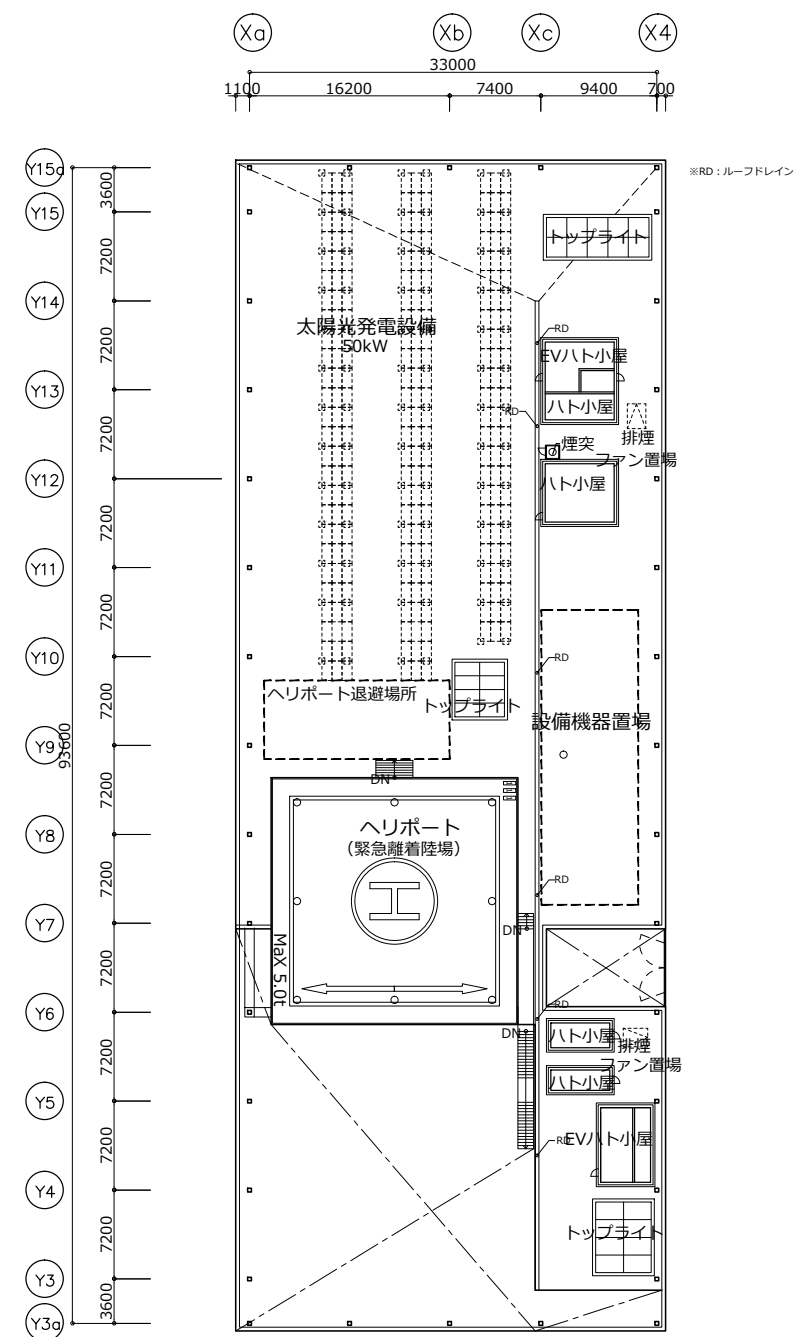 Xa Xb Xc X4
33000
1100 16200 7400 9400 700
※RD：ルーフドレイン
Y15a
3600
Y15
7200
トップライト
Y14
太陽光発電設備
50kW
RD
7200
EVハト小屋
Y13
ハト小屋
RD
排煙
ファン置場
7200
煙突
Y12
ハト小屋
7200
Y11
7200
Y10
RD
ヘリポート退避場所
トップライト
7200
設備機器置場
Y9
93600
DN
7200
ヘリポート
（緊急離着陸場）
Y8
H
7200
RD
Y7
DN
MaX 5.0t
7200
Y6
RD
DN
ハト小屋
排煙
ファン置場
7200
ハト小屋
Y5
7200
RD
EVハト小屋
Y4
7200
トップライト
Y3
3600
Y3a